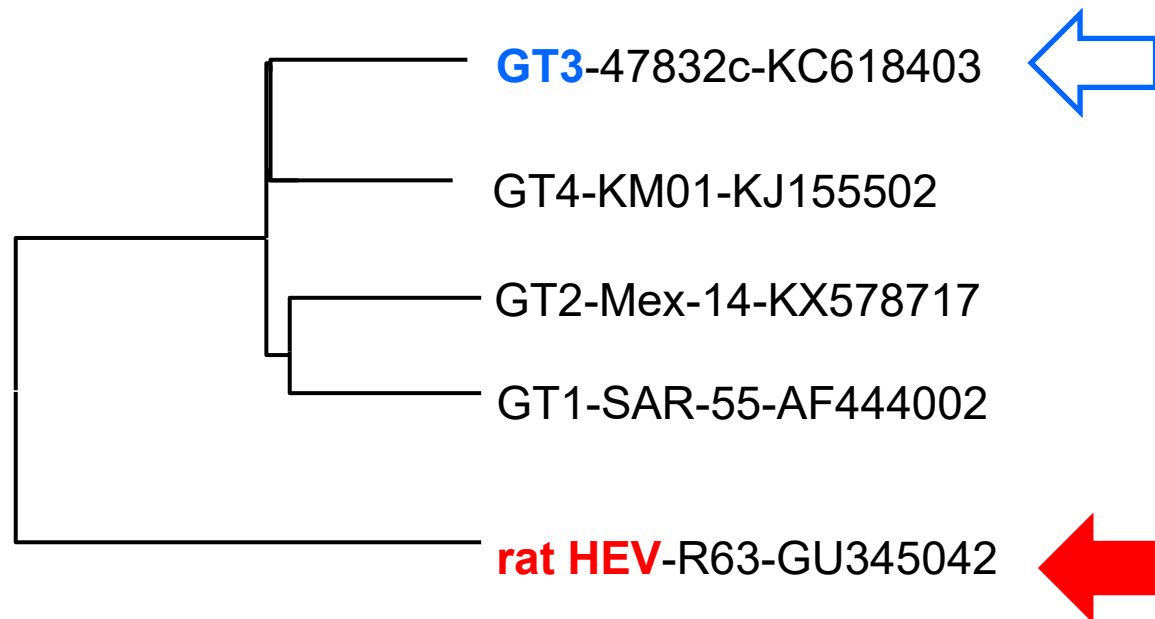 GT3-47832c-KC618403
GT4-KM01-KJ155502
GT2-Mex-14-KX578717
GT1-SAR-55-AF444002
rat HEV-R63-GU345042